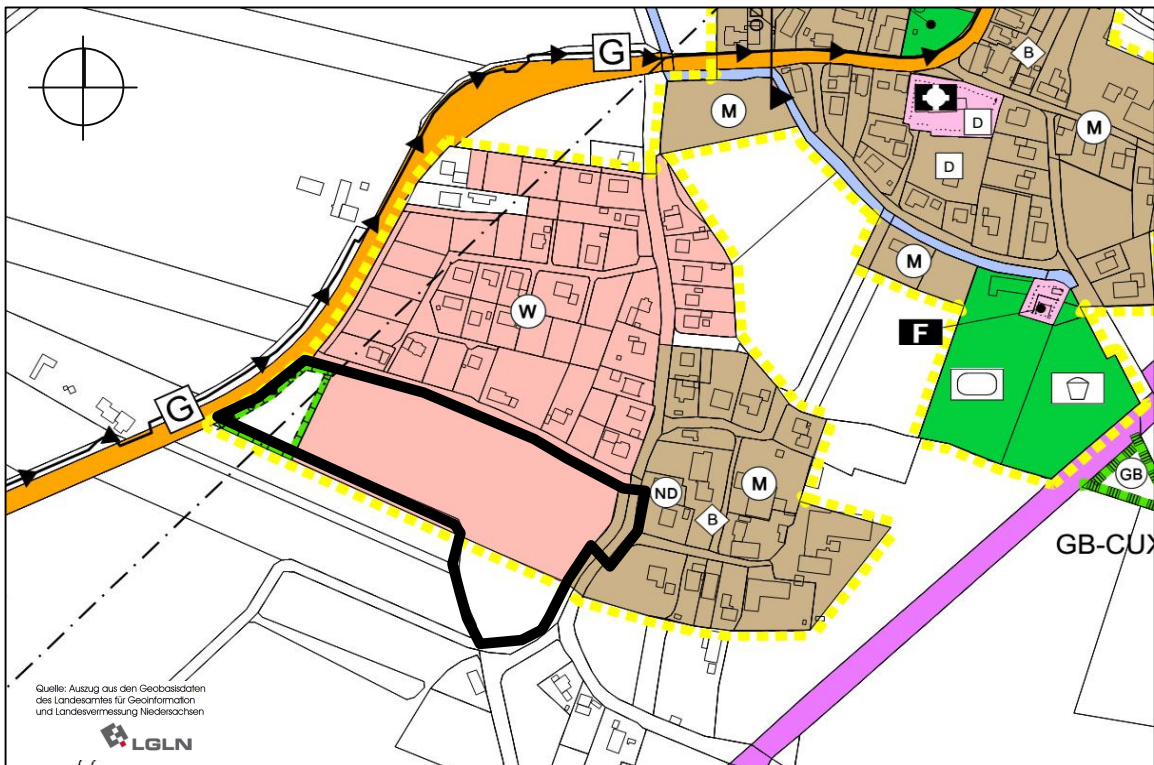 G
B
M
M
D
D
M
W
F
G
GB
ND
M
B
GB-CUX
Quelle: Auszug aus den Geobasisdaten
des Landesamtes für Geoinformation
und Landesvermessung Niedersachsen
LGLN